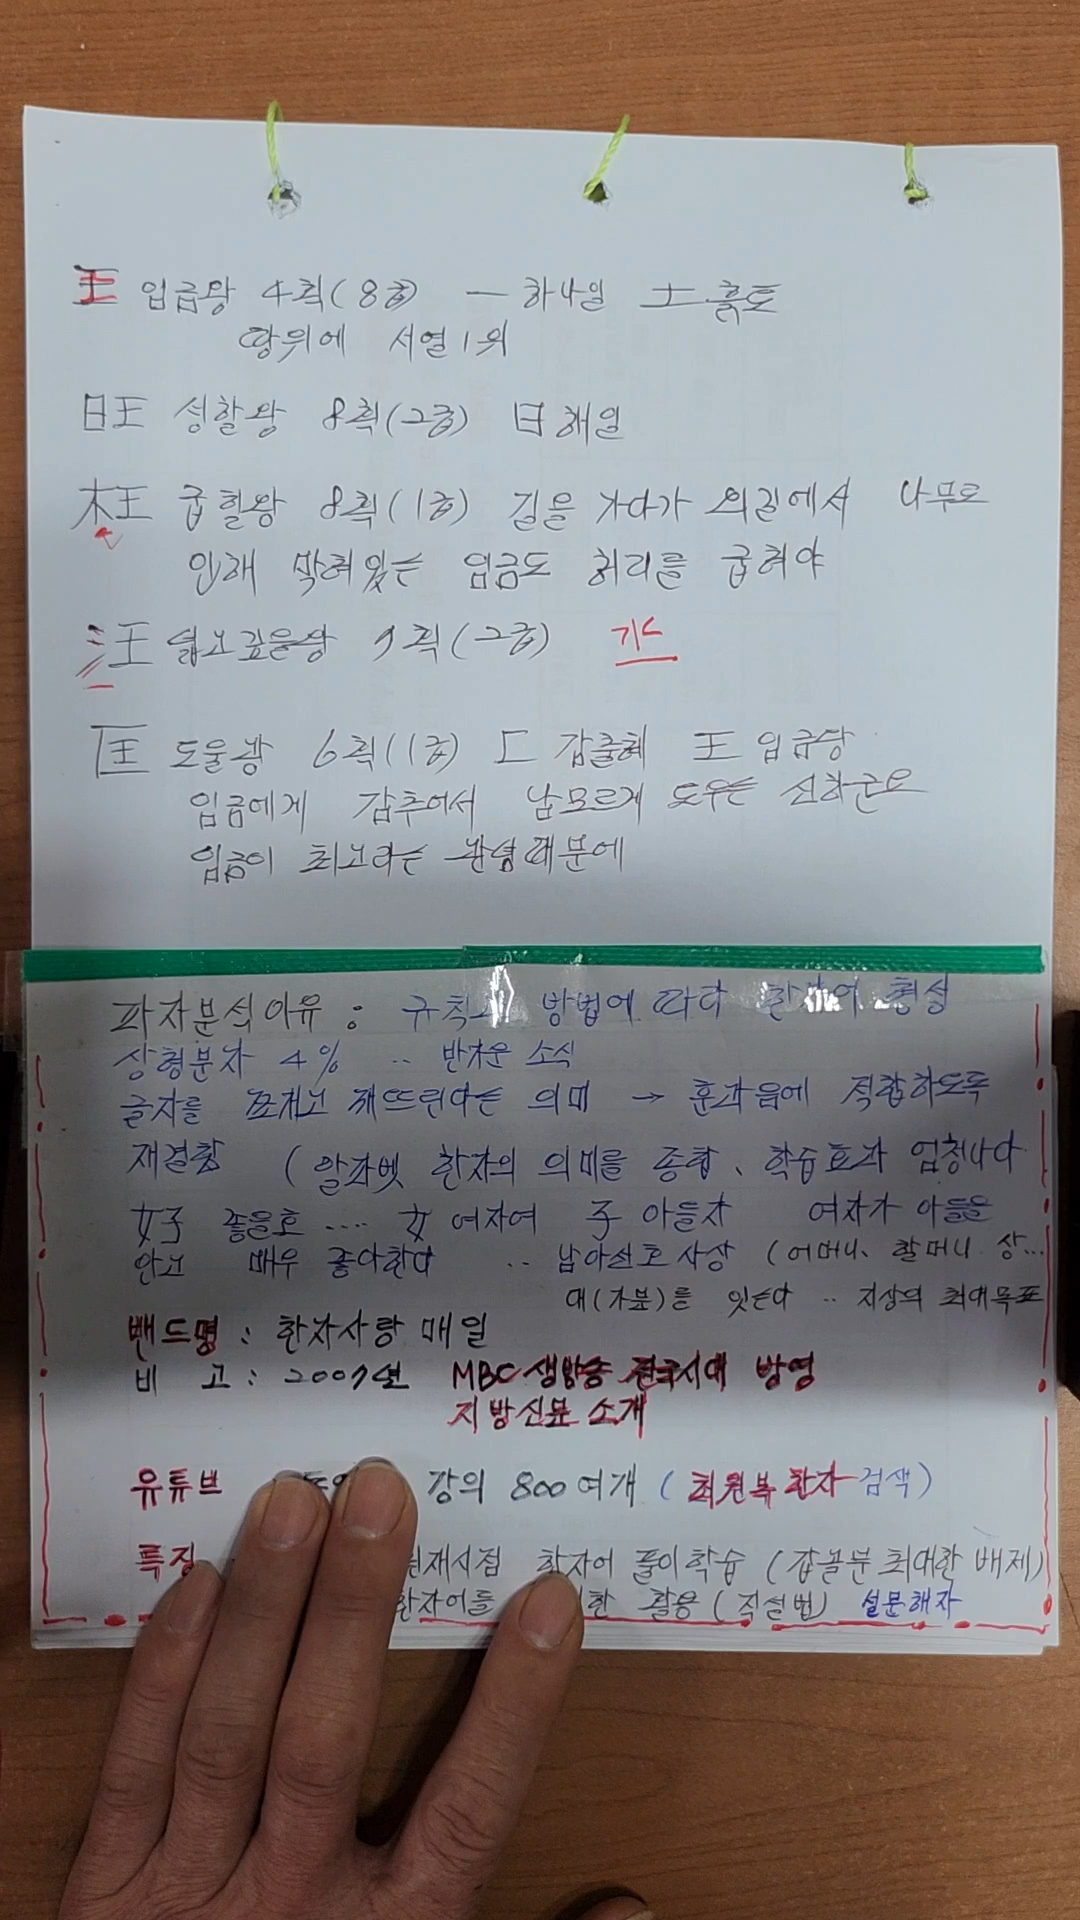 王 임금왕 4획(8급) 一 하나일 土 흙토
땅위에 서열1위
旺 성할왕 8획(2급) 日 해일
枉 굽힐왕 8획(1급) 길을 가다가 외길에서 나무로
인해 막혀있는 임금도 허리를 굽혀야
汪 넓고깊을왕 7획(2급)
匡 도울광 6획(1급) 匚 감출혜 王 임금왕
임금에게 감추어서 남모르게 도우는 신하군요
임금이 최고라는 관념때문에
파자분석이유 : 규칙과 방법에 따라 한자어 형성
상형문자 4% ‥ 반가운 소식
글자를 쪼개고 깨뜨린다는 의미 → 훈과음에 적합하도록
재결합 (알파벳 한자의 의미를 종합、학습효과 엄청나다
好 좋을호 ‥‥ 女 여자여 子 아들자 여자가 아들을
안고 매우 좋아한다 ‥ 남아선호사상 (어머니、할머니 상…
대(가문)를 잇는다 ‥ 지상의 최대목표
밴드명 : 한자사랑 매일
비 고 : 2007년 MBC 생방송 전국시대 방영
지방신문 소개
유튜브 강의 800여개 (최원복 한자 검색)
특징 현재시점 한자어 풀이학습 (갑골문 최대한 배제)
한자어를 한 활용 (직설법) 설문해자